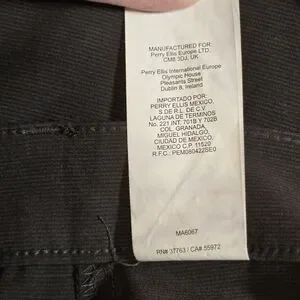 MANUFACTURED FOR:
Perry Ellis Europe LTD.
CM8 3DJ, UK
Perry Ellis International Europe
Olympic House
Pleasants Street
Dublin 8, Ireland
IMPORTADO POR:
PERRY ELLIS MEXICO,
S.DE R.L. DE C.V.
LAGUNA DE TERMINOS
No. 221 INT. 701B Y 702B
COL. GRANADA,
MIGUEL HIDALGO,
CIUDAD DE MEXICO,
MEXICO C.P. 11520
R.F.C.: PEM080422SE0
MA6067
RN# 37763 / CA# 55972